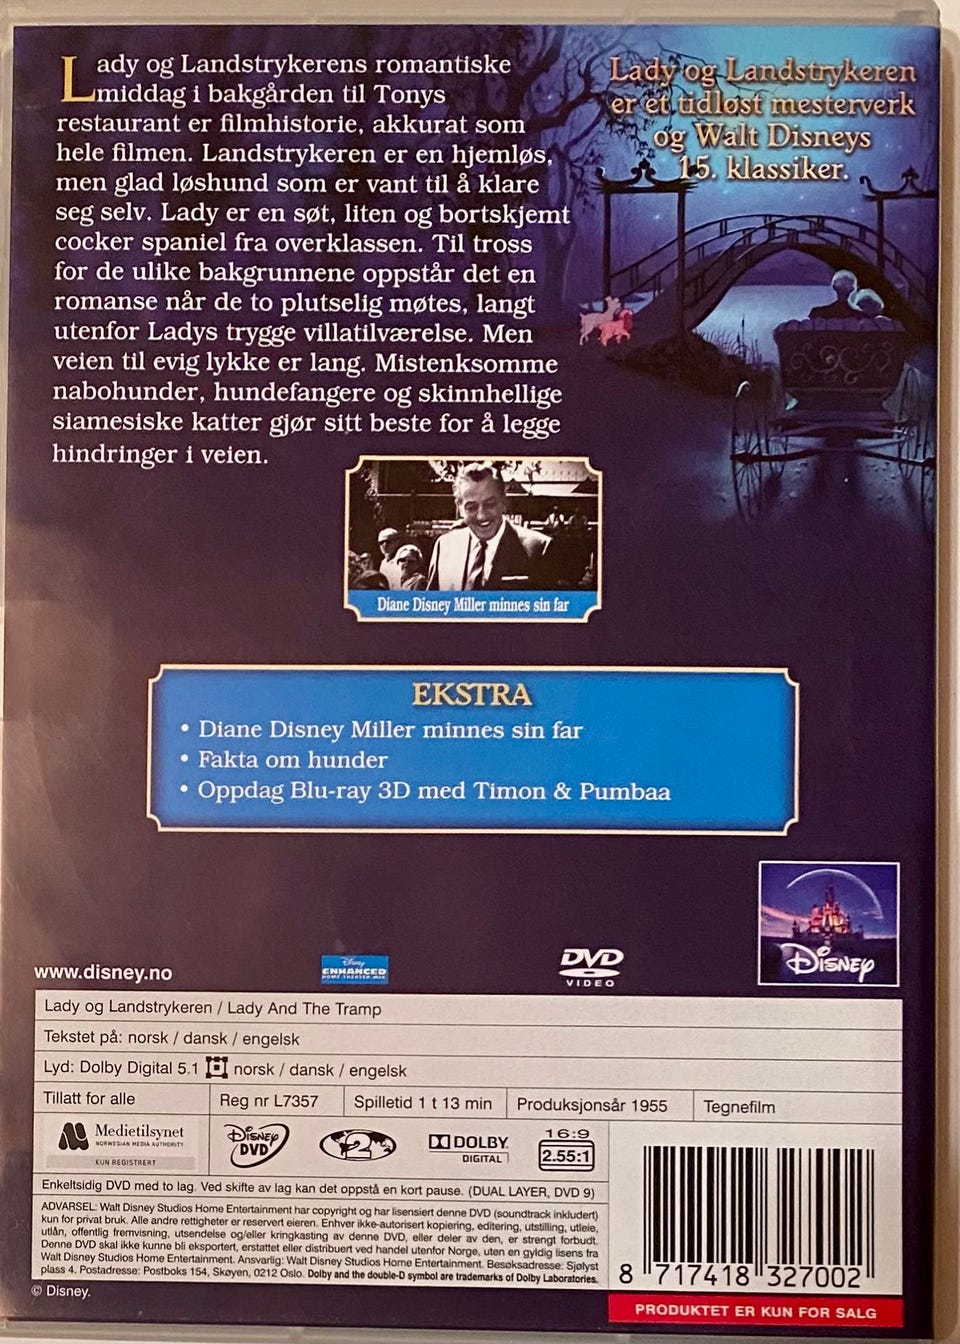 Lady og Landstrykerens romantiske
middag i bakgården til Tonys
restaurant er filmhistorie, akkurat som
hele filmen. Landstrykeren er en hjemløs,
men glad løshund som er vant til å klare
seg selv. Lady er en søt, liten og bortskjemt
cocker spaniel fra overklassen. Til tross
for de ulike bakgrunnene oppstår det en
romanse når de to plutselig møtes, langt
utenfor Ladys trygge villatilværelse. Men
veien til evig lykke er lang. Mistenksomme
nabohunder, hundefangere og skinnhellige
siamesiske katter gjør sitt beste for å legge
hindringer i veien.
Lady og Landstrykeren
er et tidløst mesterverk
og Walt Disneys
15. klassiker.
Diane Disney Miller minnes sin far
EKSTRA
• Diane Disney Miller minnes sin far
• Fakta om hunder
• Oppdag Blu-ray 3D med Timon & Pumbaa
www.disney.no
Disney
ENHANCED
HOME THEATER MIX
DVD
VIDEO
DISNEY
Lady og Landstrykeren / Lady And The Tramp
Tekstet på: norsk / dansk / engelsk
Lyd: Dolby Digital 5.1 norsk / dansk / engelsk
Tillatt for alle
Reg nr L7357
Spilletid 1 t 13 min
Produksjonsår 1955
Tegnefilm
Medietilsynet
NORWEGIAN MEDIA AUTHORITY
KUN REGISTRERT
DISNEY
DVD
2
DOLBY
DIGITAL
16:9
2.55:1
Enkeltsidig DVD med to lag. Ved skifte av lag kan det oppstå en kort pause. (DUAL LAYER, DVD 9)
ADVARSEL: Walt Disney Studios Home Entertainment har copyright og har lisensiert denne DVD (soundtrack inkludert)
kun for privat bruk. Alle andre rettigheter er reservert eieren. Enhver ikke-autorisert kopiering, editering, utstilling, utleie,
utlån, offentlig fremvisning, utsendelse og/eller kringkasting av denne DVD, eller deler av den, er strengt forbudt.
Denne DVD skal ikke kunne bli eksportert, erstattet eller distribuert ved handel utenfor Norge, uten en gyldig lisens fra
Walt Disney Studios Home Entertainment. Ansvarlig: Walt Disney Studios Home Entertainment. Besøksadresse: Sjølyst
plass 4. Postadresse: Postboks 154, Skøyen, 0212 Oslo. Dolby and the double-D symbol are trademarks of Dolby Laboratories.
8 717418 327002
© Disney.
PRODUKTET ER KUN FOR SALG